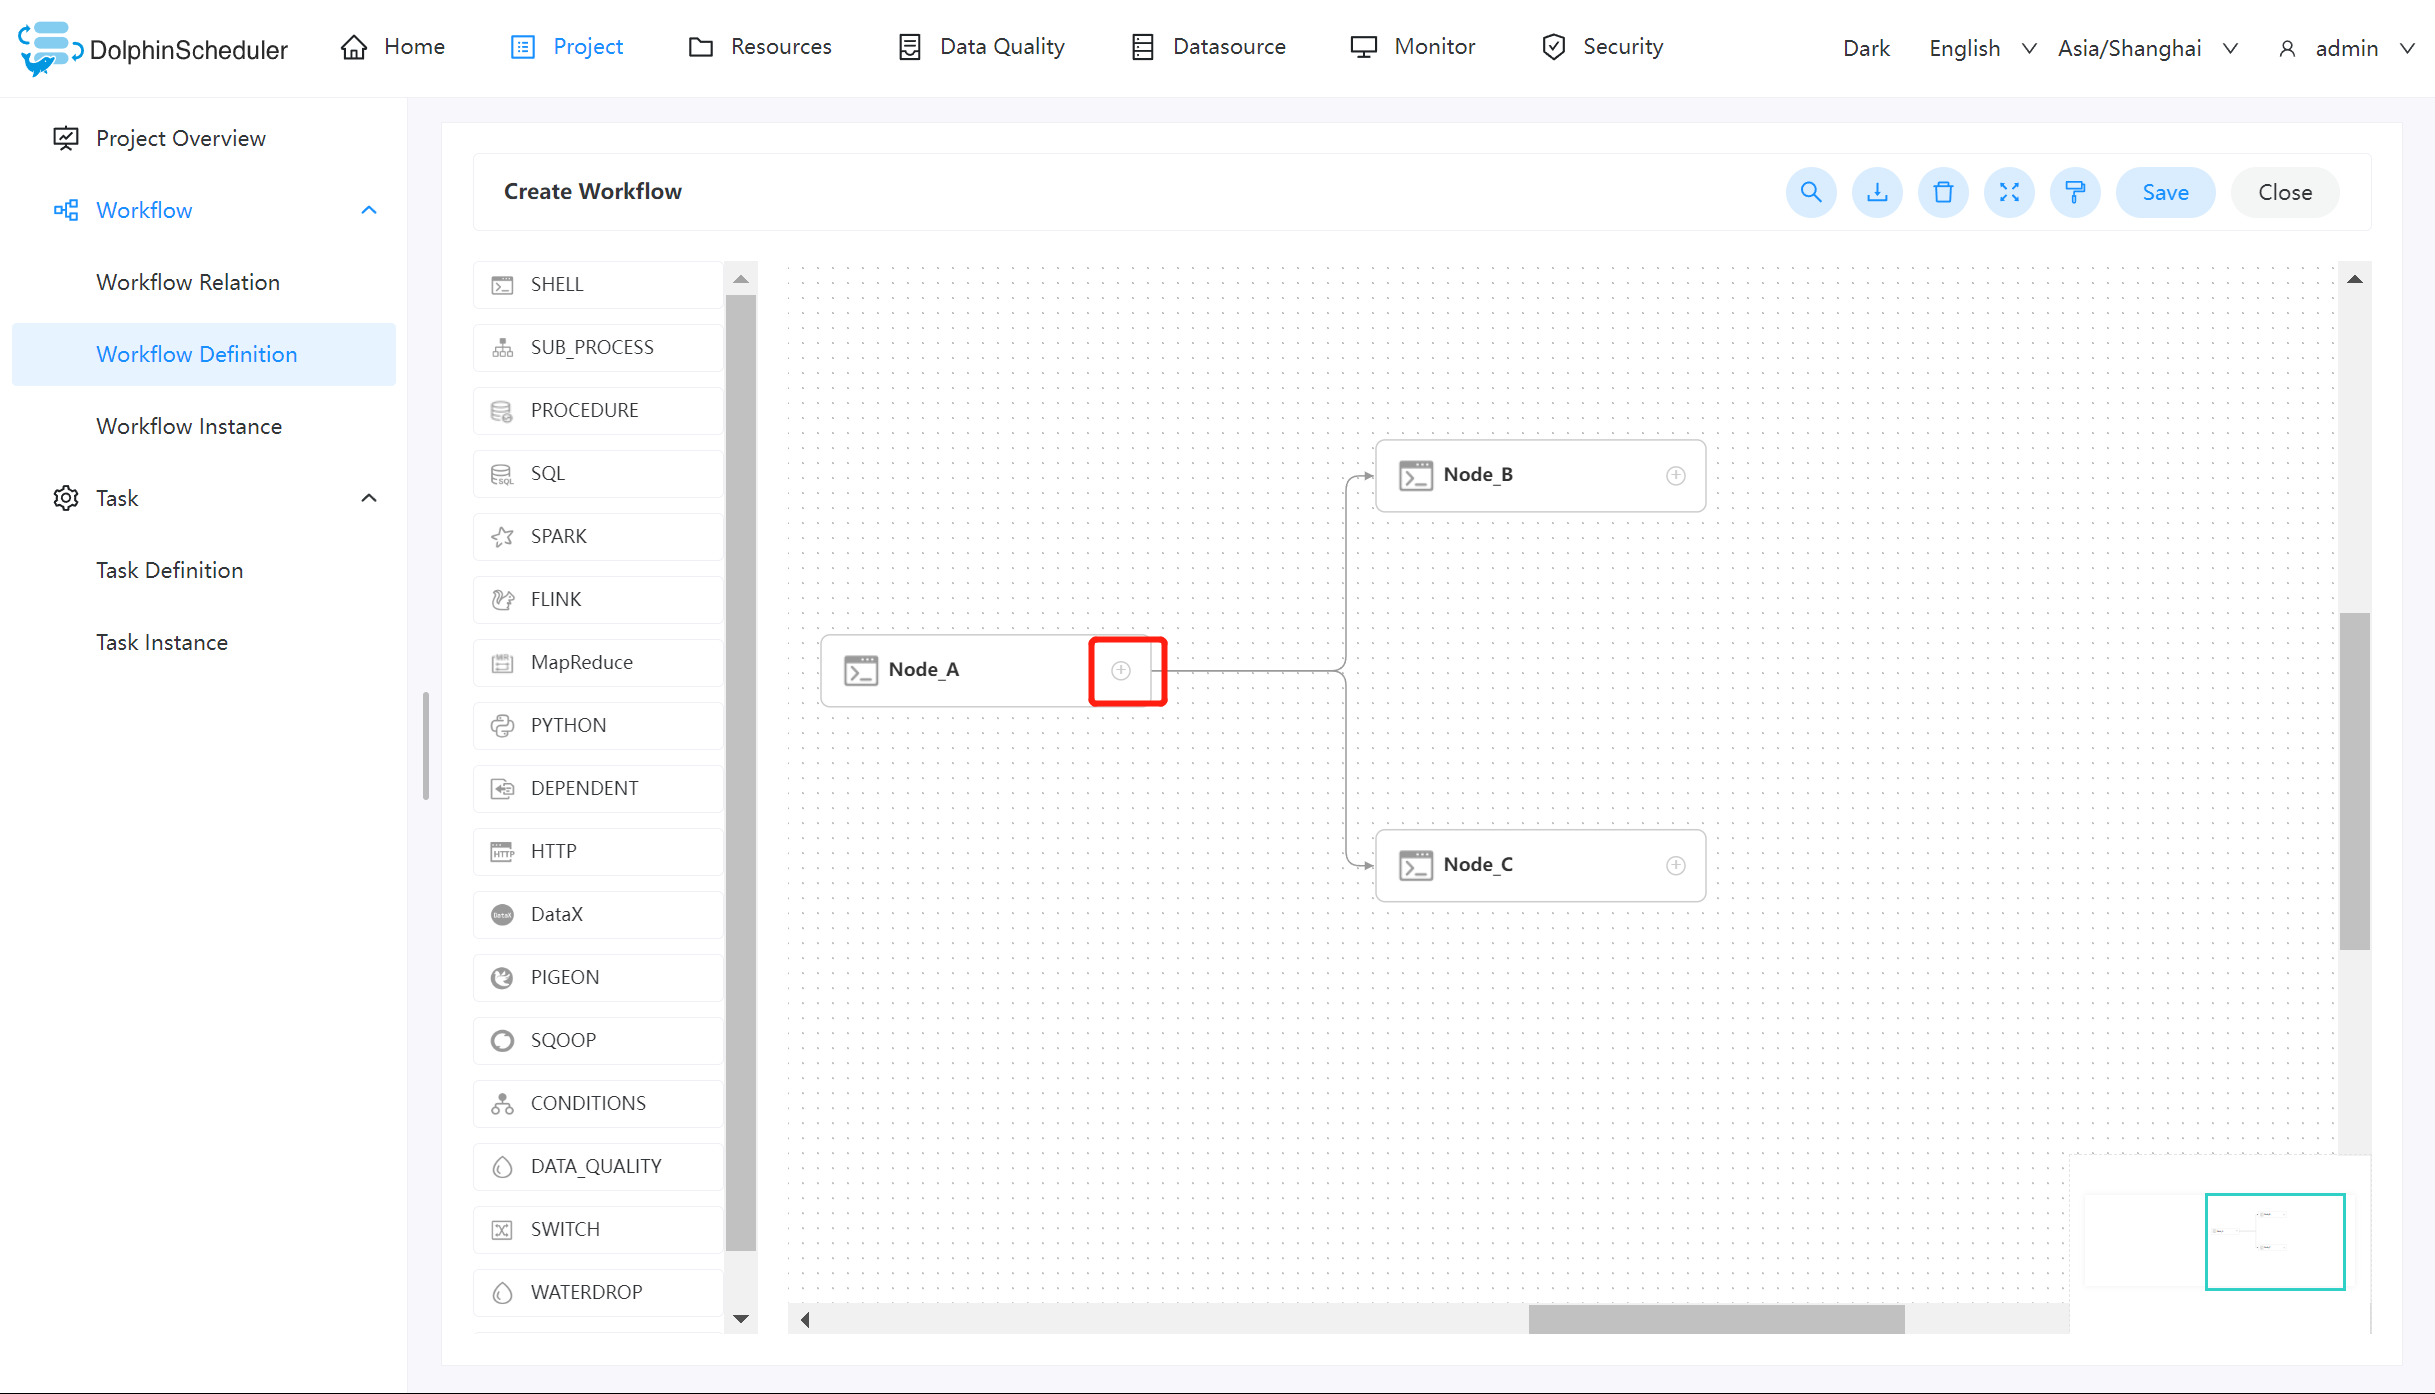 DolphinScheduler
Home
Project
Resources
Data Quality
Datasource
Monitor
Security
Dark
English
Asia/Shanghai
admin
Project Overview
Workflow
Workflow Relation
Workflow Definition
Workflow Instance
Task
Task Definition
Task Instance
Create Workflow
Save
Close
SHELL
SUB_PROCESS
PROCEDURE
SQL
SPARK
FLINK
MapReduce
PYTHON
DEPENDENT
HTTP
DataX
PIGEON
SQOOP
CONDITIONS
DATA_QUALITY
SWITCH
WATERDROP
Node_A
Node_B
Node_C